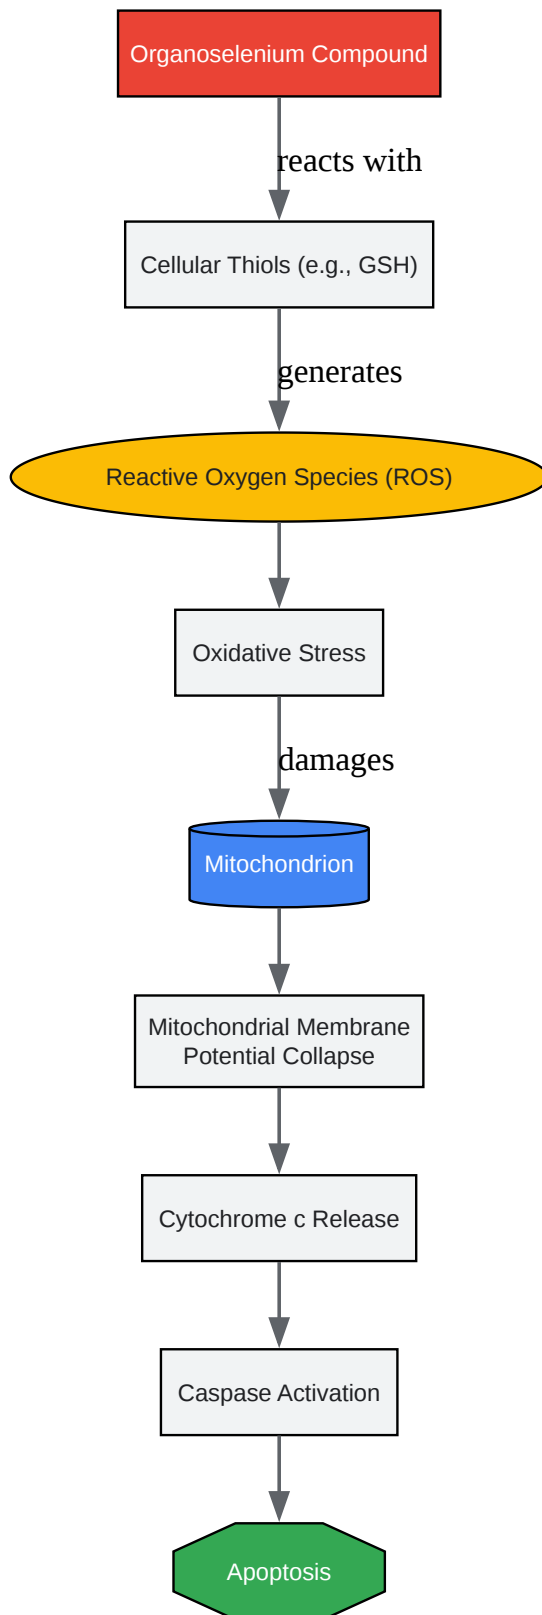 Organoselenium Compound
reacts with
Cellular Thiols (e.g., GSH)
generates
Reactive Oxygen Species (ROS)
Oxidative Stress
damages
Mitochondrion
Mitochondrial Membrane
Potential Collapse
Cytochrome c Release
Caspase Activation
Apoptosis